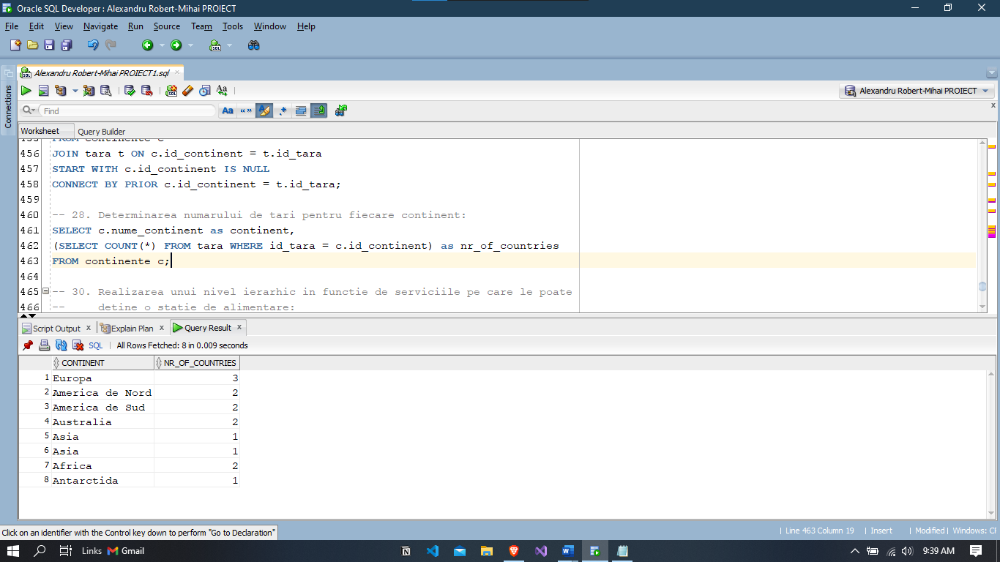 Oracle SQL Developer : Alexandru Robert-Mihai PROIECT
File Edit View Navigate Run Source Team Tools Window Help
Connections
Alexandru Robert-Mihai PROIECT1.sql
Alexandru Robert-Mihai PROIECT
Find
Worksheet Query Builder
455 FROM continente c
456 JOIN tara t ON c.id_continent = t.id_tara
457 START WITH c.id_continent IS NULL
458 CONNECT BY PRIOR c.id_continent = t.id_tara;
459
460 -- 28. Determinarea numarului de tari pentru fiecare continent:
461 SELECT c.nume_continent as continent,
462 (SELECT COUNT(*) FROM tara WHERE id_tara = c.id_continent) as nr_of_countries
463 FROM continente c;
464
465 -- 30. Realizarea unui nivel ierarhic in functie de serviciile pe care le poate
466 -- detine o statie de alimentare:
Script Output x Explain Plan x Query Result x
SQL | All Rows Fetched: 8 in 0.009 seconds
CONTINENT NR_OF_COUNTRIES
1 Europa 3
2 America de Nord 2
3 America de Sud 2
4 Australia 2
5 Asia 1
6 Asia 1
7 Africa 2
8 Antarctida 1
Click on an identifier with the Control key down to perform "Go to Declaration"
| Line 463 Column 19 | Insert | Modified | Windows: CF
Links Gmail
9:39 AM